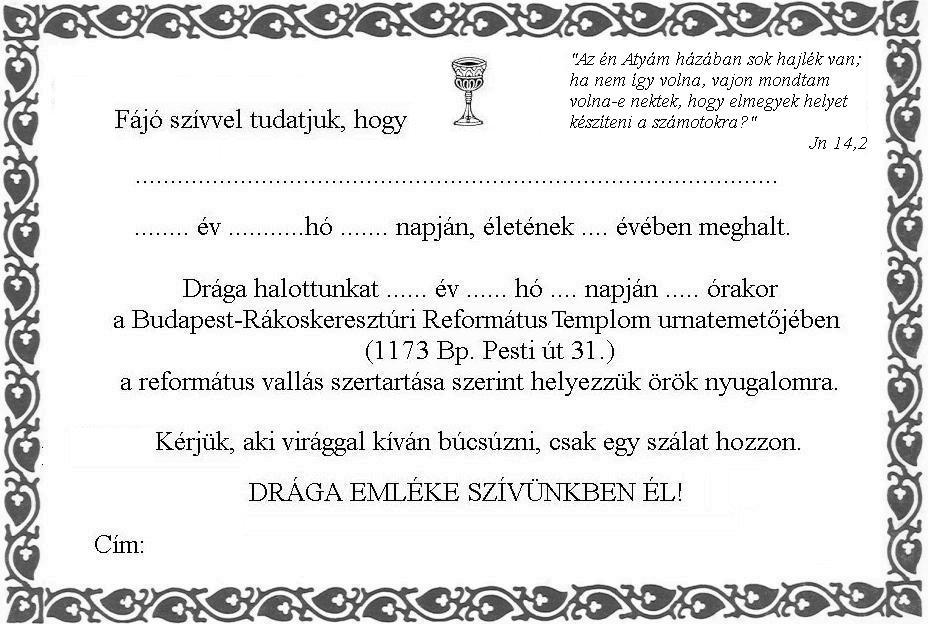 "Az én Atyám házában sok hajlék van;
ha nem így volna, vajon mondtam
volna-e nektek, hogy elmegyek helyet
készíteni a számotokra?"
Jn 14,2
Fájó szívvel tudatjuk, hogy
............................................................................................
........ év ...........hó ....... napján, életének .... évében meghalt.
Drága halottunkat ...... év ...... hó .... napján ..... órakor
a Budapest-Rákoskeresztúri Református Templom urnatemetőjében
(1173 Bp. Pesti út 31.)
a református vallás szertartása szerint helyezzük örök nyugalomra.
Kérjük, aki virággal kíván búcsúzni, csak egy szálat hozzon.
DRÁGA EMLÉKE SZÍVÜNKBEN ÉL!
Cím: